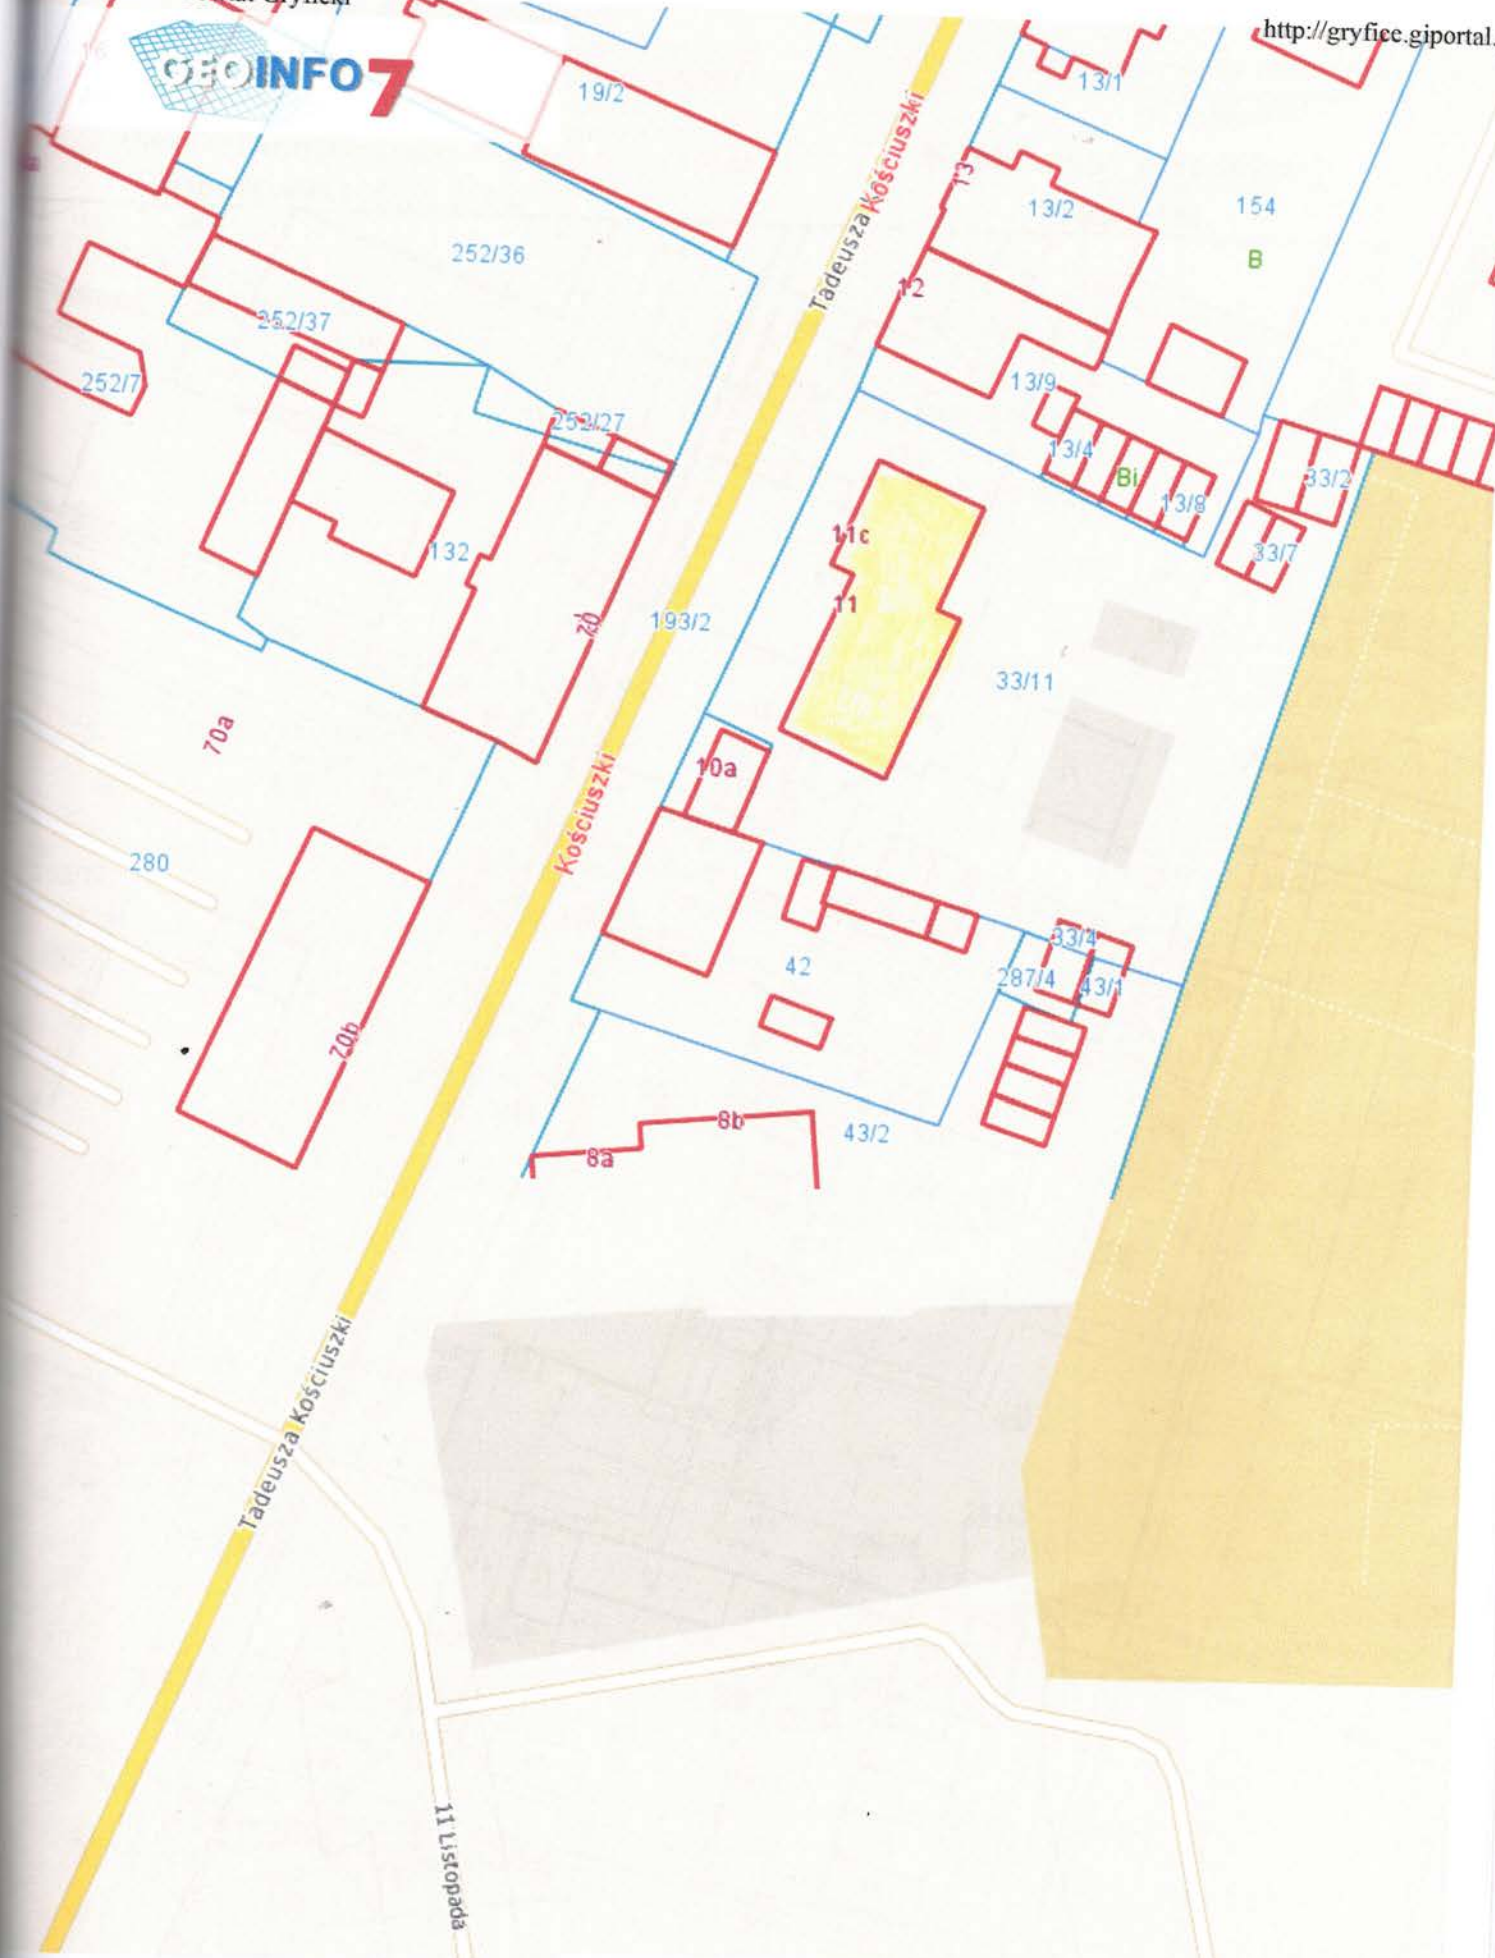 http://gryfice.giportal.
GEOINFO7
16
19/2
13/1
Kościuszki
Tadeusza
13
13/2
154
B
252/36
12
252/37
252/7
13/9
252/27
13/4
Bi
13/8
33/2
33/7
11c
132
11
70
193/2
33/11
70a
10a
Kościuszki
280
42
33/4
287/4
43/1
70b
8b
43/2
8a
Tadeusza Kościuszki
11 Listopada